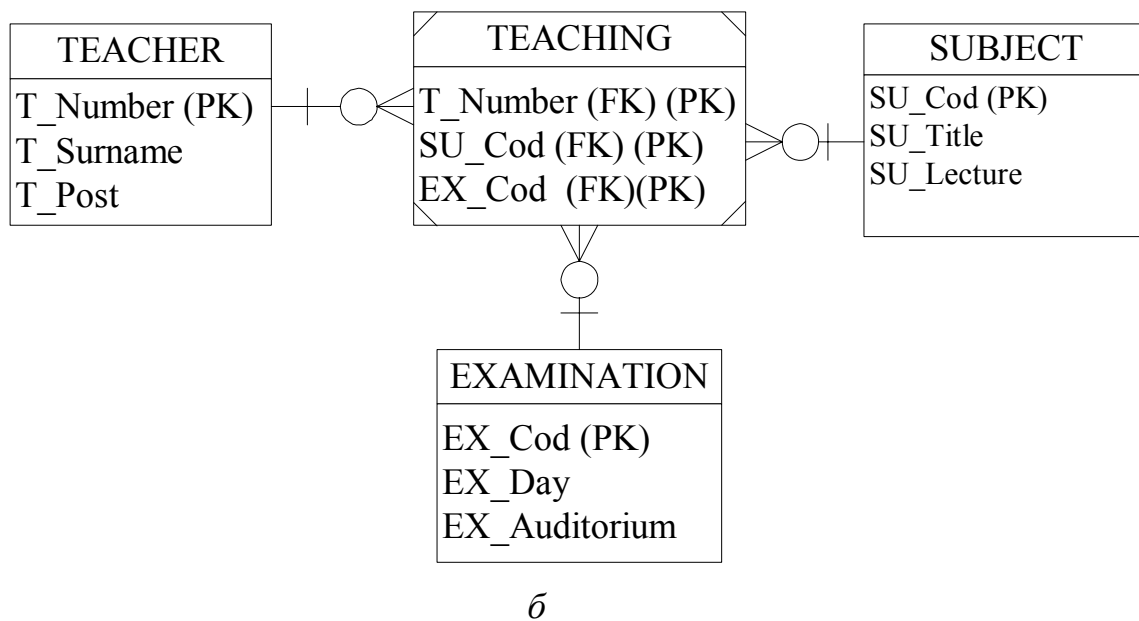 TEACHER
T_Number (PK)
T_Surname
T_Post
TEACHING
T_Number (FK) (PK)
SU_Cod (FK) (PK)
EX_Cod (FK)(PK)
SUBJECT
SU_Cod (PK)
SU_Title
SU_Lecture
EXAMINATION
EX_Cod (PK)
EX_Day
EX_Auditorium
б